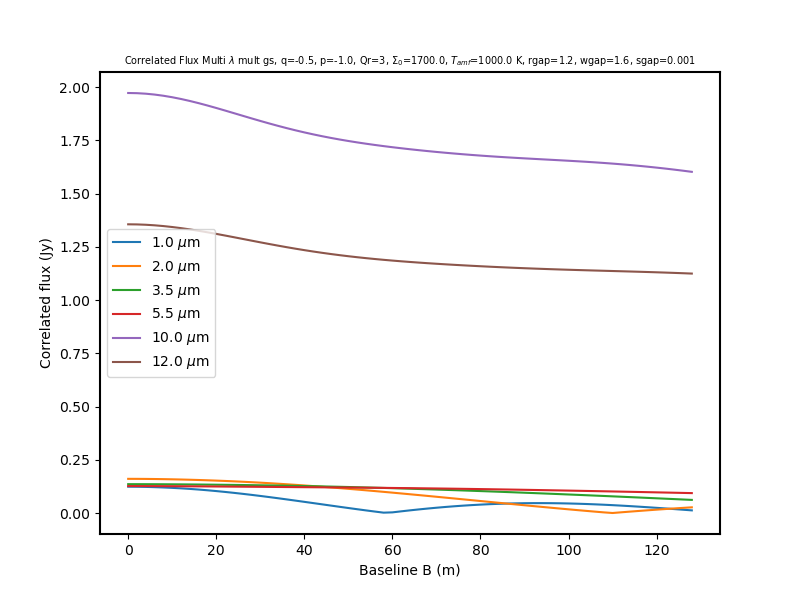 Correlated Flux Multi λ mult gs, q=-0.5, p=-1.0, Qr=3, Σ₀=1700.0, T_amf=1000.0 K, rgap=1.2, wgap=1.6, sgap=0.001
Correlated flux (Jy)
2.00
1.75
1.50
1.25
1.00
0.75
0.50
0.25
0.00
1.0 μm
2.0 μm
3.5 μm
5.5 μm
10.0 μm
12.0 μm
0 20 40 60 80 100 120
Baseline B (m)